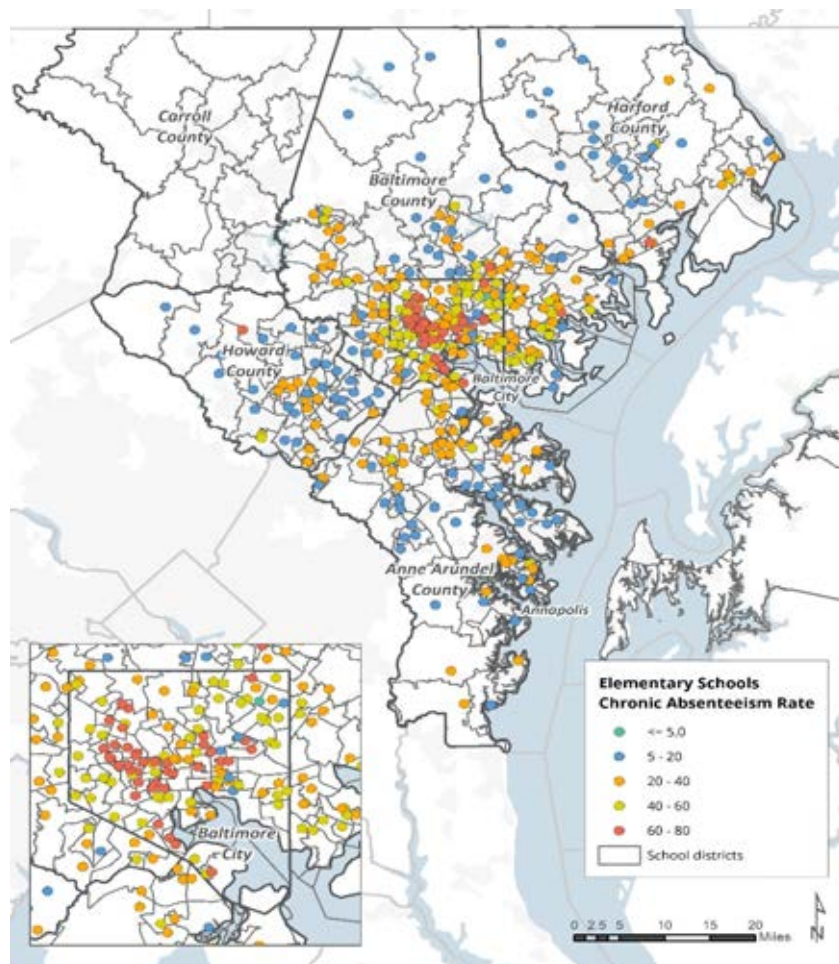 Carroll
County
Harford
County
Baltimore
County
Howard
County
Baltimore
City
Anne Arundel
County
Annapolis
Baltimore
City
Elementary Schools
Chronic Absenteeism Rate
<= 5.0
5 - 20
20 - 40
40 - 60
60 - 80
School districts
0 2.5 5 10 15 20
Miles
N